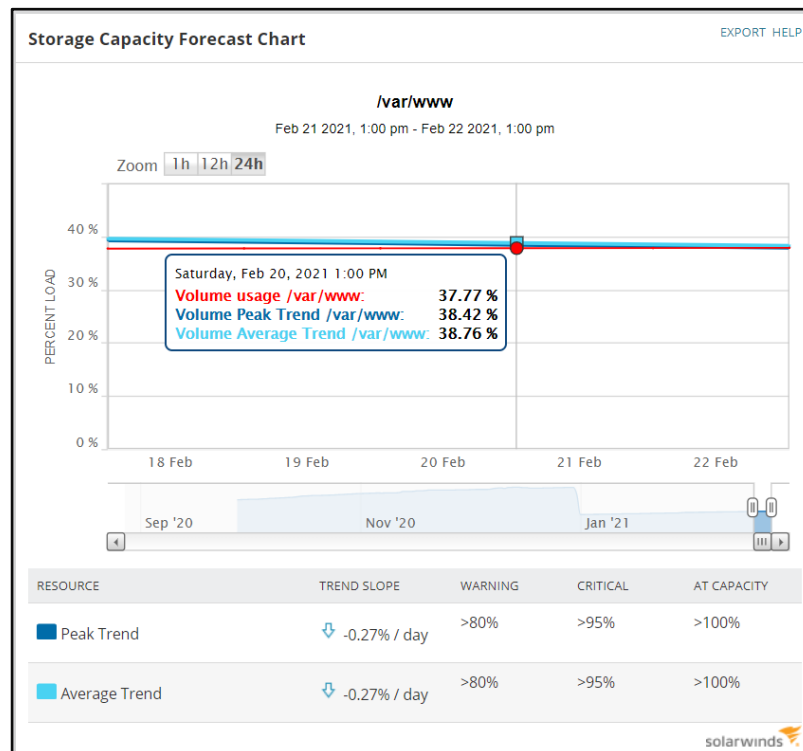 Storage Capacity Forecast Chart
EXPORT HELP
/var/www
Feb 21 2021, 1:00 pm - Feb 22 2021, 1:00 pm
Zoom 1h 12h 24h
PERCENT LOAD
40 %
30 %
20 %
10 %
0 %
Saturday, Feb 20, 2021 1:00 PM
Volume usage /var/www: 37.77 %
Volume Peak Trend /var/www: 38.42 %
Volume Average Trend /var/www: 38.76 %
18 Feb 19 Feb 20 Feb 21 Feb 22 Feb
Sep '20 Nov '20 Jan '21
RESOURCE TREND SLOPE WARNING CRITICAL AT CAPACITY
Peak Trend -0.27% / day >80% >95% >100%
Average Trend -0.27% / day >80% >95% >100%
solarwinds